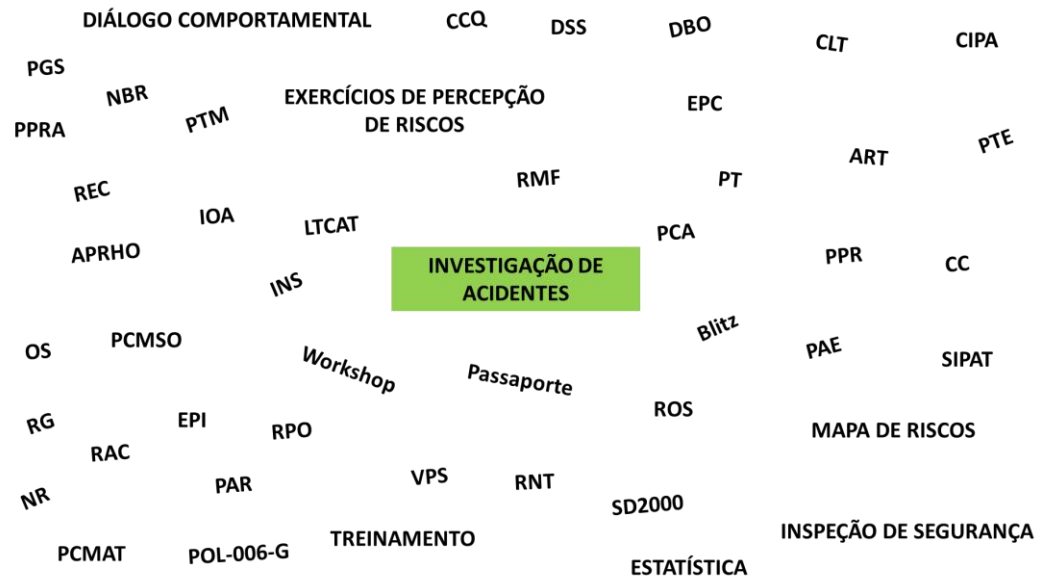 DIÁLOGO COMPORTAMENTAL
CCQ
DSS
DBO
CLT
CIPA
PGS
NBR
PTM
EXERCÍCIOS DE PERCEPÇÃO
DE RISCOS
EPC
PPRA
PTE
ART
REC
RMF
PT
IOA
LTCAT
PCA
APRHO
INS
INVESTIGAÇÃO DE
ACIDENTES
PPR
CC
OS
PCMSO
Workshop
Passaporte
Blitz
PAE
SIPAT
RG
EPI
RPO
ROS
MAPA DE RISCOS
RAC
NR
PAR
VPS
RNT
SD2000
PCMAT
POL-006-G
TREINAMENTO
INSPEÇÃO DE SEGURANÇA
ESTATÍSTICA